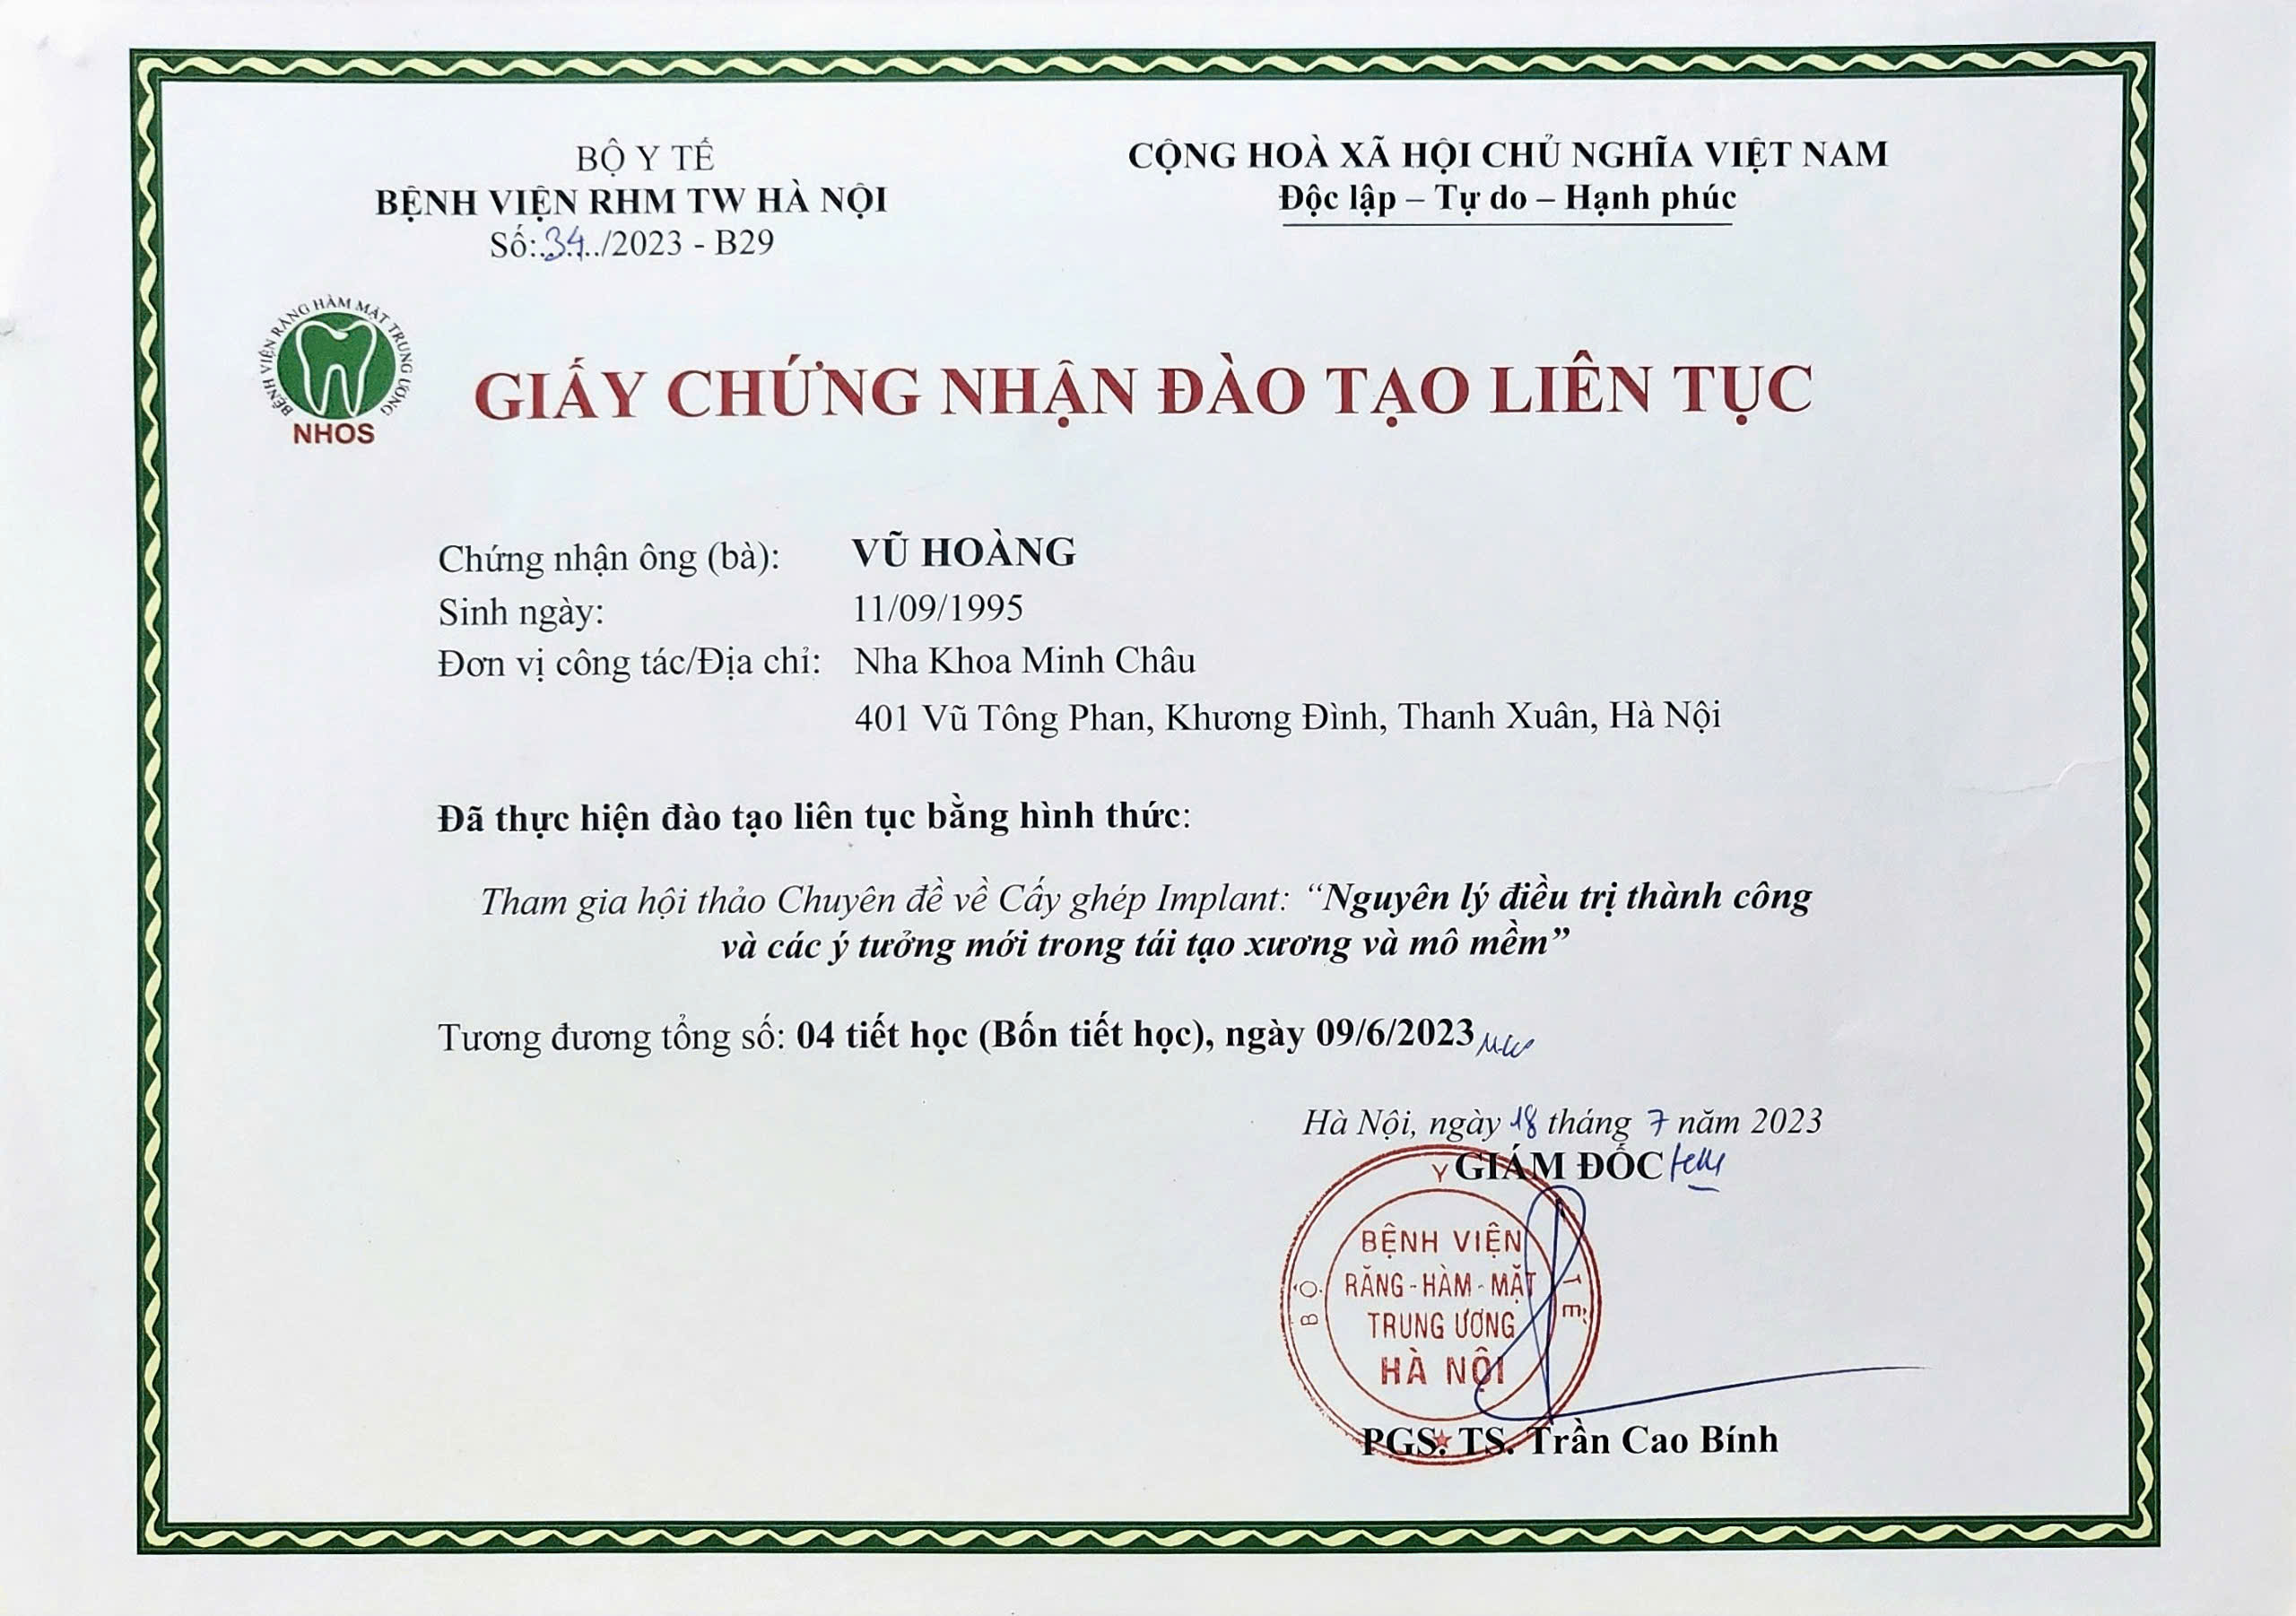 BỘ Y TẾ
BỆNH VIỆN RHM TW HÀ NỘI
Số:.34../2023 - B29
CỘNG HOÀ XÃ HỘI CHỦ NGHĨA VIỆT NAM
Độc lập – Tự do – Hạnh phúc
BỆNH VIỆN RĂNG HÀM MẶT TRUNG ƯƠNG
NHOS
GIẤY CHỨNG NHẬN ĐÀO TẠO LIÊN TỤC
Chứng nhận ông (bà): VŨ HOÀNG
Sinh ngày: 11/09/1995
Đơn vị công tác/Địa chỉ: Nha Khoa Minh Châu
401 Vũ Tông Phan, Khương Đình, Thanh Xuân, Hà Nội
Đã thực hiện đào tạo liên tục bằng hình thức:
Tham gia hội thảo Chuyên đề về Cấy ghép Implant: “Nguyên lý điều trị thành công
và các ý tưởng mới trong tái tạo xương và mô mềm”
Tương đương tổng số: 04 tiết học (Bốn tiết học), ngày 09/6/2023
Hà Nội, ngày 18 tháng 7 năm 2023
GIÁM ĐỐC
BỘ Y TẾ
BỆNH VIỆN
RĂNG - HÀM - MẶT
TRUNG ƯƠNG
HÀ NỘI
PGS. TS. Trần Cao Bính